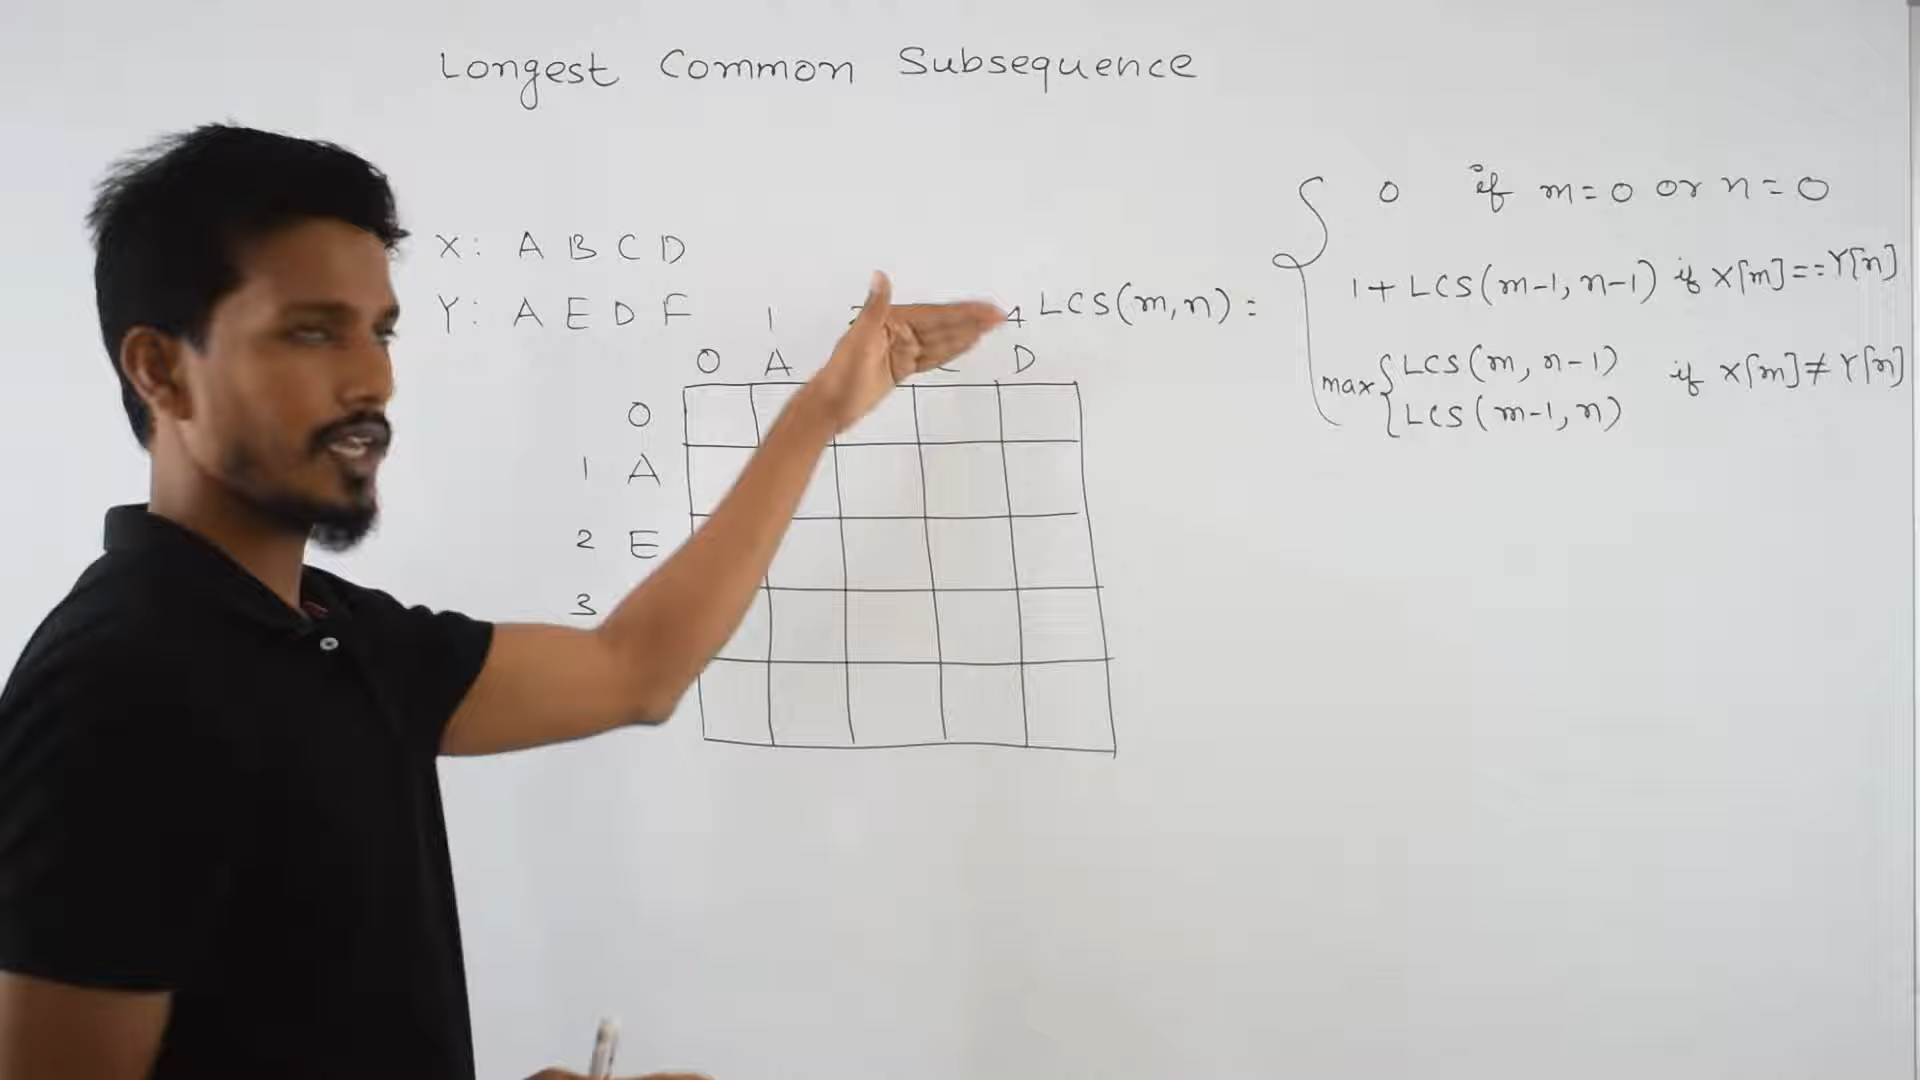 Longest Common Subsequence
X: A B C D
Y: A E D F
LCS(m,n) =
0 if m=0 or n=0
1+ LCS(m-1, n-1) if X[m]==Y[n]
max { LCS(m, n-1)
LCS(m-1, n)
if X[m]≠Y[n]
1 4
0 A D
0
1 A
2 E
3